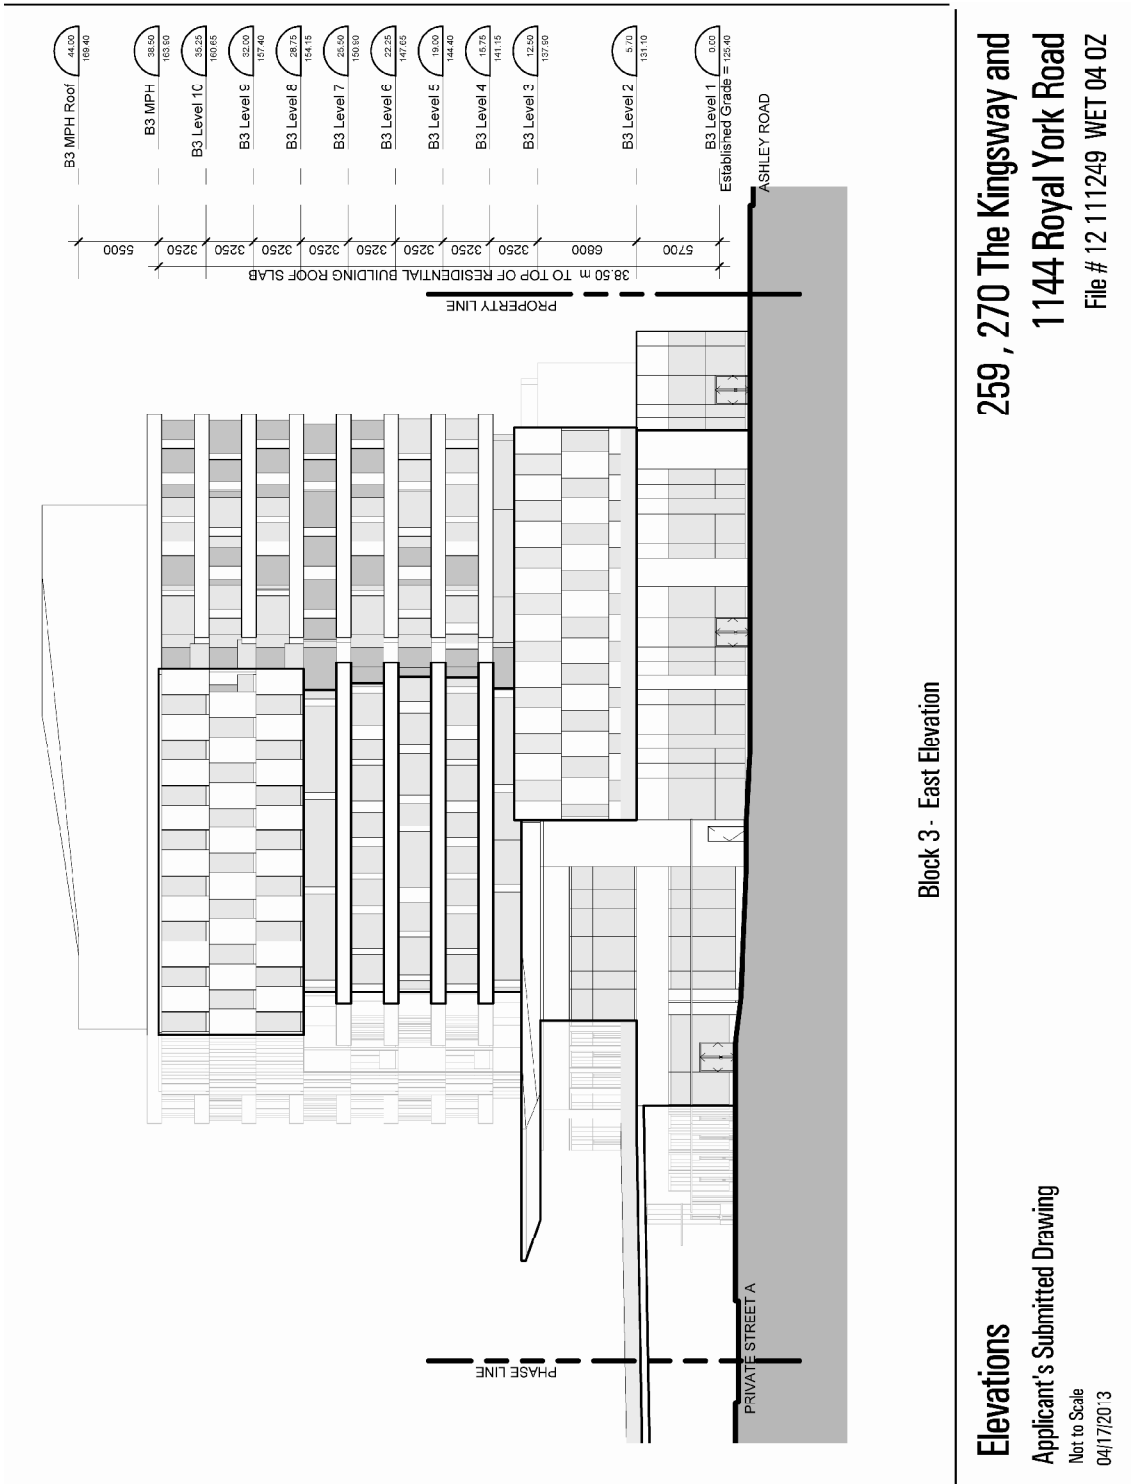 B3 MPH Roof
44.00
169.40
B3 MPH
38.50
163.90
B3 Level 10
35.25
160.65
B3 Level 9
32.00
157.40
B3 Level 8
28.75
154.15
B3 Level 7
25.50
150.90
B3 Level 6
22.25
147.65
B3 Level 5
19.00
144.40
B3 Level 4
15.75
141.15
B3 Level 3
12.50
137.90
B3 Level 2
5.70
131.10
B3 Level 1
0.00
Established Grade = 125.40
ASHLEY ROAD
5500
3250
3250
3250
3250
3250
3250
3250
3250
6800
5700
38.50 m TO TOP OF RESIDENTIAL BUILDING ROOF SLAB
PROPERTY LINE
PHASE LINE
PRIVATE STREET A
Block 3 - East Elevation
Elevations
Applicant's Submitted Drawing
Not to Scale
04/17/2013
259 , 270 The Kingsway and
1144 Royal York Road
File # 12 111249 WET 04 0Z